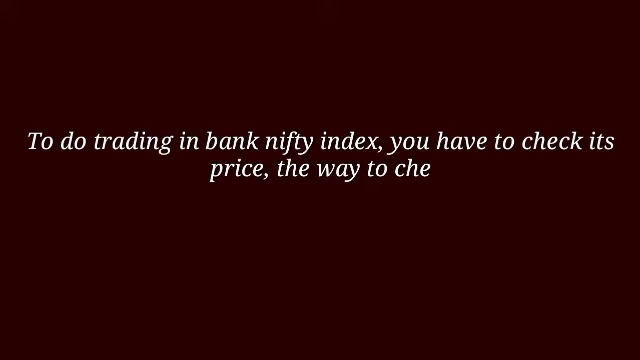 To do trading in bank nifty index, you have to check its
price, the way to che